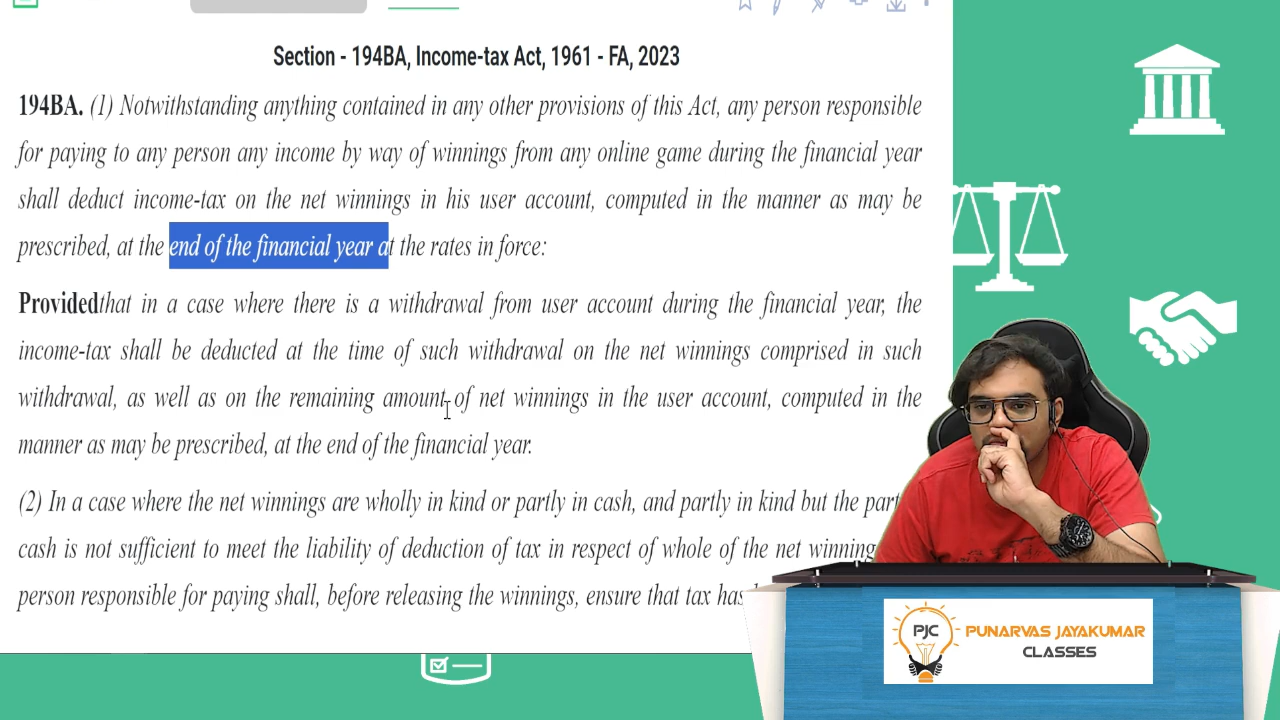 Section - 194BA, Income-tax Act, 1961 - FA, 2023
194BA. (1) Notwithstanding anything contained in any other provisions of this Act, any person responsible
for paying to any person any income by way of winnings from any online game during the financial year
shall deduct income-tax on the net winnings in his user account, computed in the manner as may be
prescribed, at the end of the financial year at the rates in force:
Providedthat in a case where there is a withdrawal from user account during the financial year, the
income-tax shall be deducted at the time of such withdrawal on the net winnings comprised in such
withdrawal, as well as on the remaining amount of net winnings in the user account, computed in the
manner as may be prescribed, at the end of the financial year.
(2) In a case where the net winnings are wholly in kind or partly in cash, and partly in kind but the part
cash is not sufficient to meet the liability of deduction of tax in respect of whole of the net winning
person responsible for paying shall, before releasing the winnings, ensure that tax has
PJC
PUNARVAS JAYAKUMAR
CLASSES